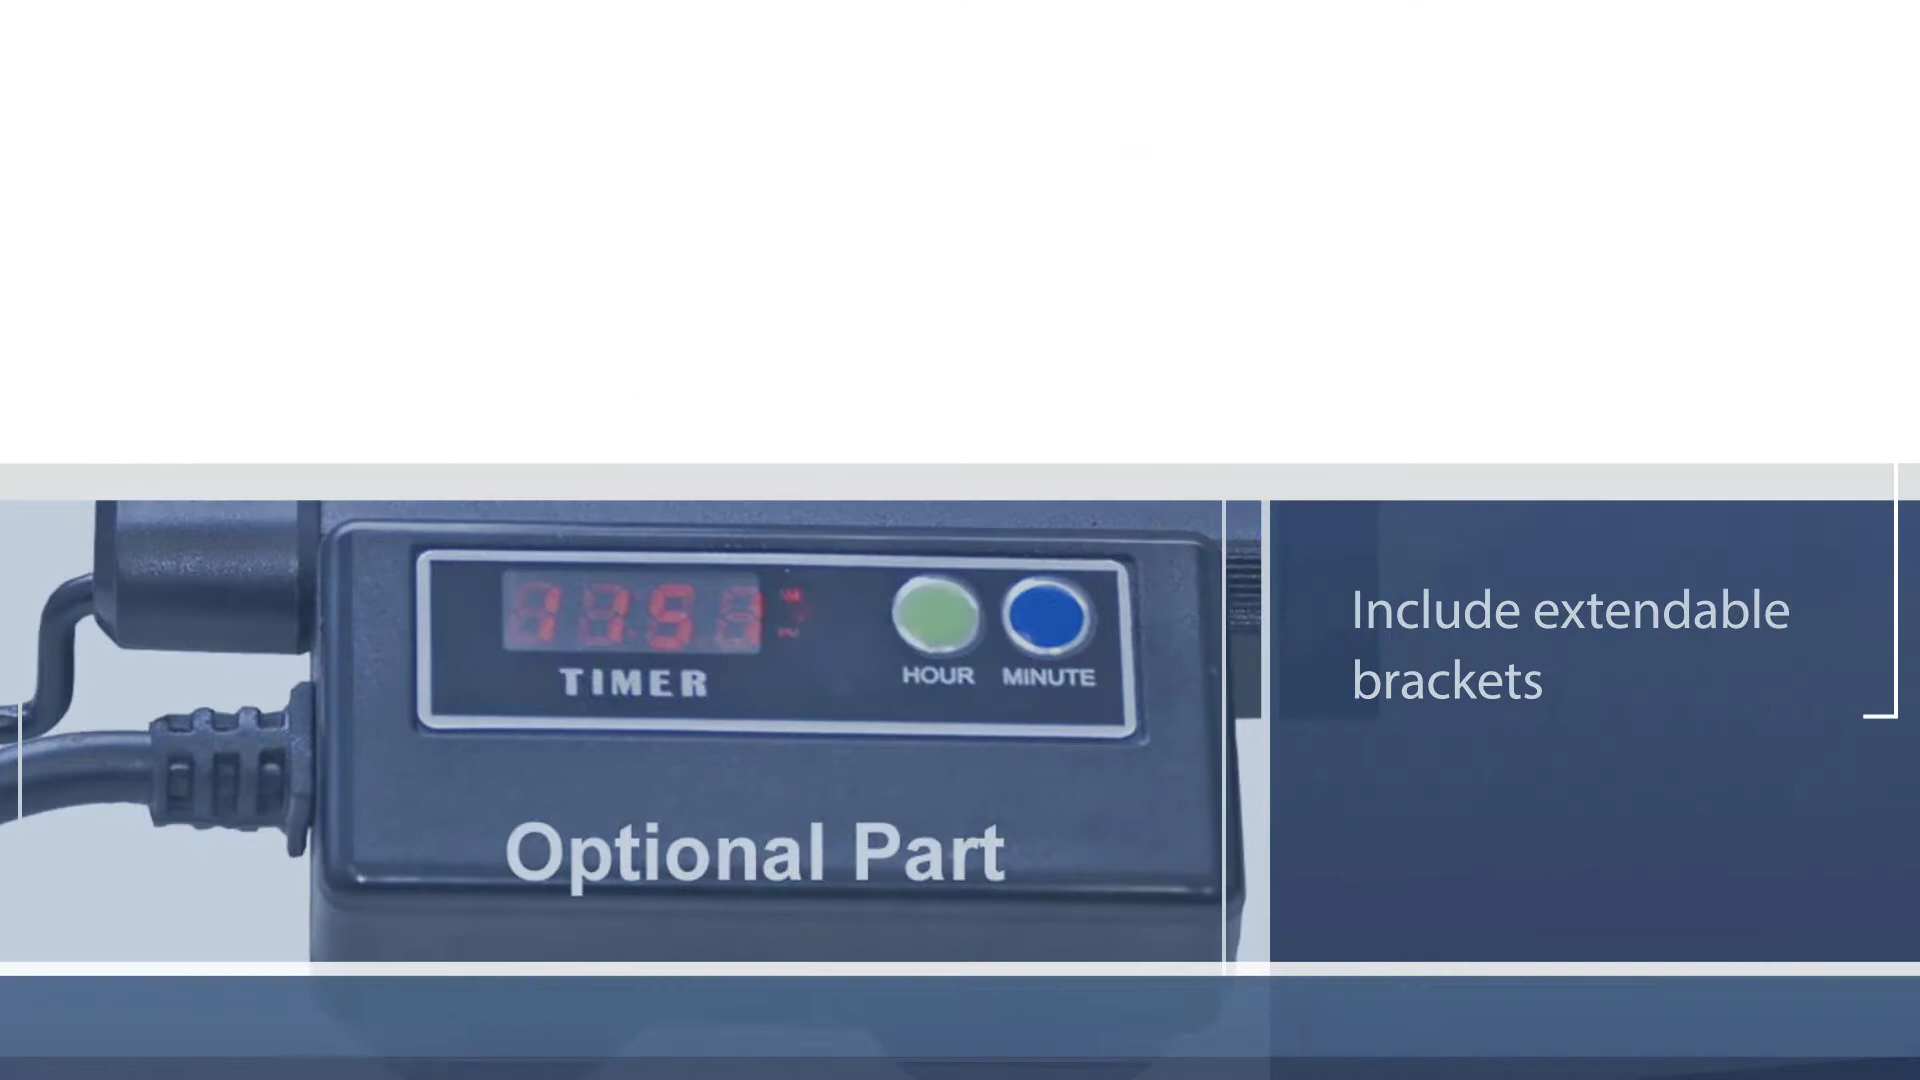 TIMER
HOUR MINUTE
Optional Part
Include extendable
brackets